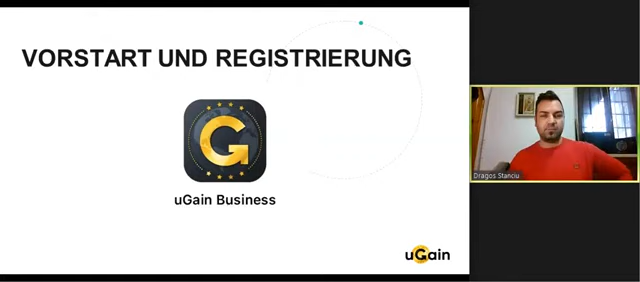 VORSTART UND REGISTRIERUNG
G
uGain Business
uGain
Dragos Stanciu